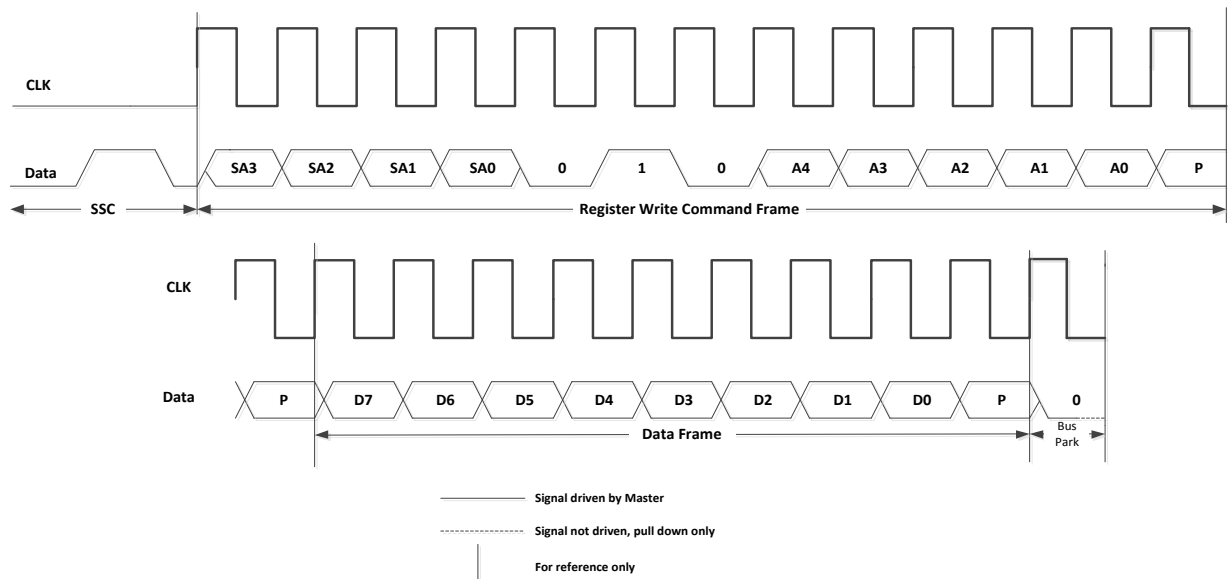 CLK
Data SA3 SA2 SA1 SA0 0 1 0 A4 A3 A2 A1 A0 P
SSC Register Write Command Frame
CLK
Data P D7 D6 D5 D4 D3 D2 D1 D0 P 0
Data Frame Bus
Park
Signal driven by Master
Signal not driven, pull down only
For reference only